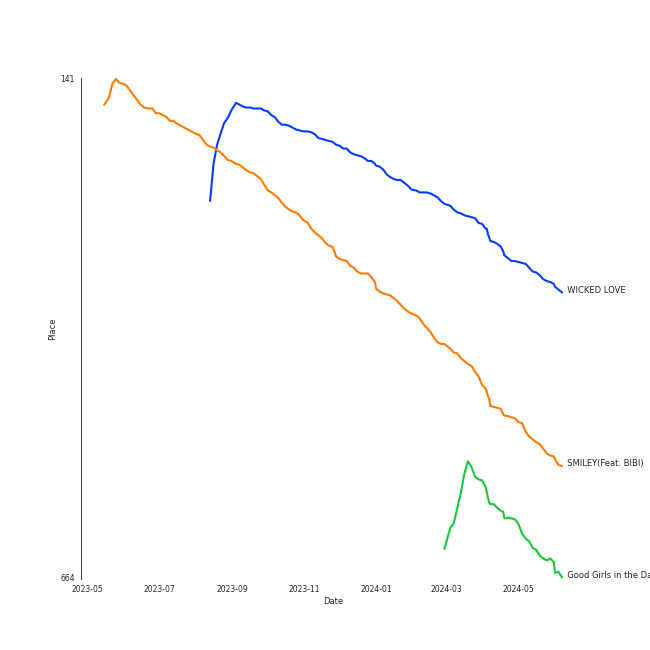 141
WICKED LOVE
Place
SMILEY(Feat. BIBI)
Good Girls in the Da
664
2023-05 2023-07 2023-09 2023-11 2024-01 2024-03 2024-05
Date